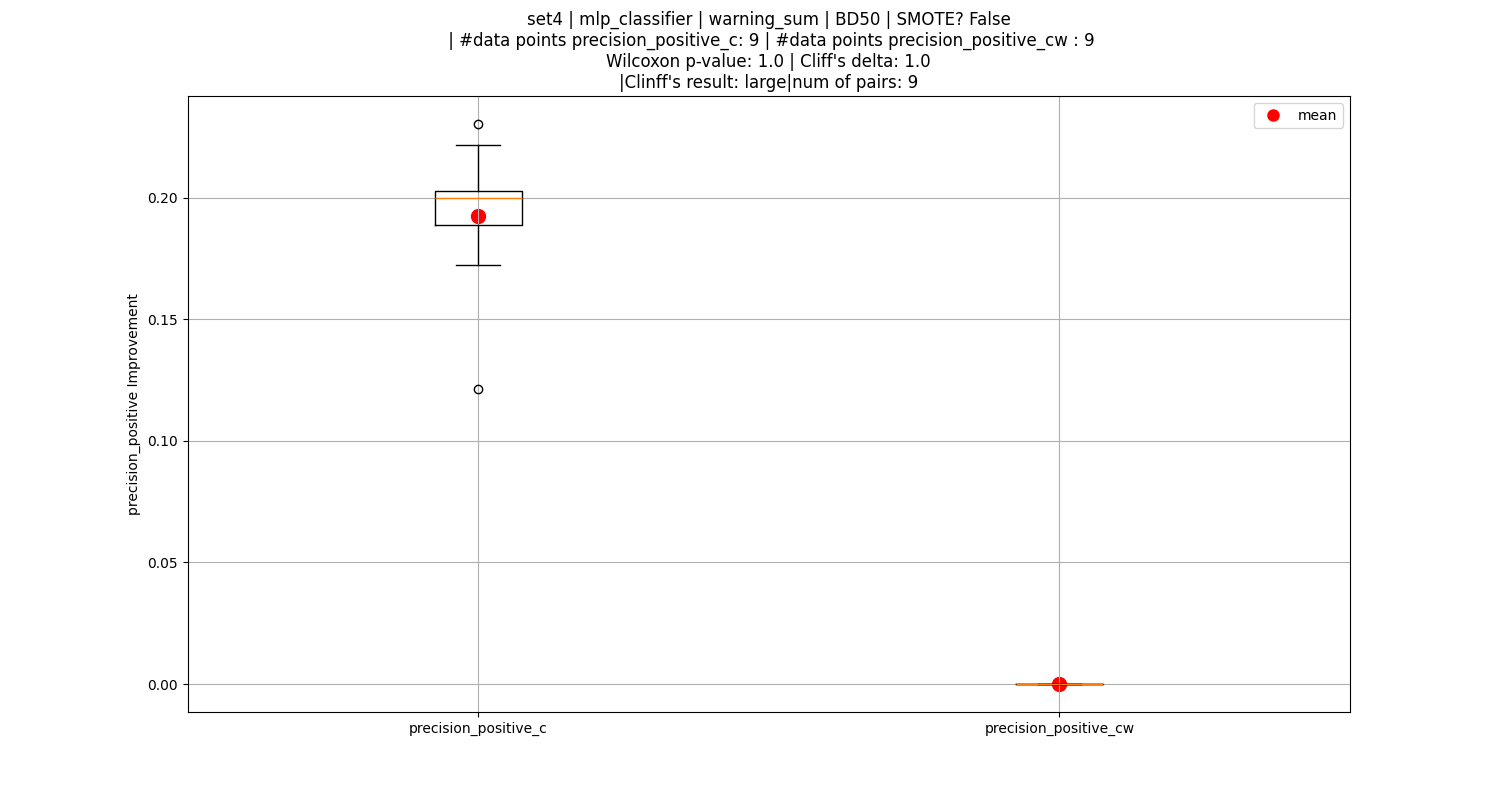 set4 | mlp_classifier | warning_sum | BD50 | SMOTE? False
| #data points precision_positive_c: 9 | #data points precision_positive_cw : 9
Wilcoxon p-value: 1.0 | Cliff's delta: 1.0
|Clinff's result: large|num of pairs: 9
mean
0.20
0.15
0.10
0.05
0.00
precision_positive Improvement
precision_positive_c
precision_positive_cw